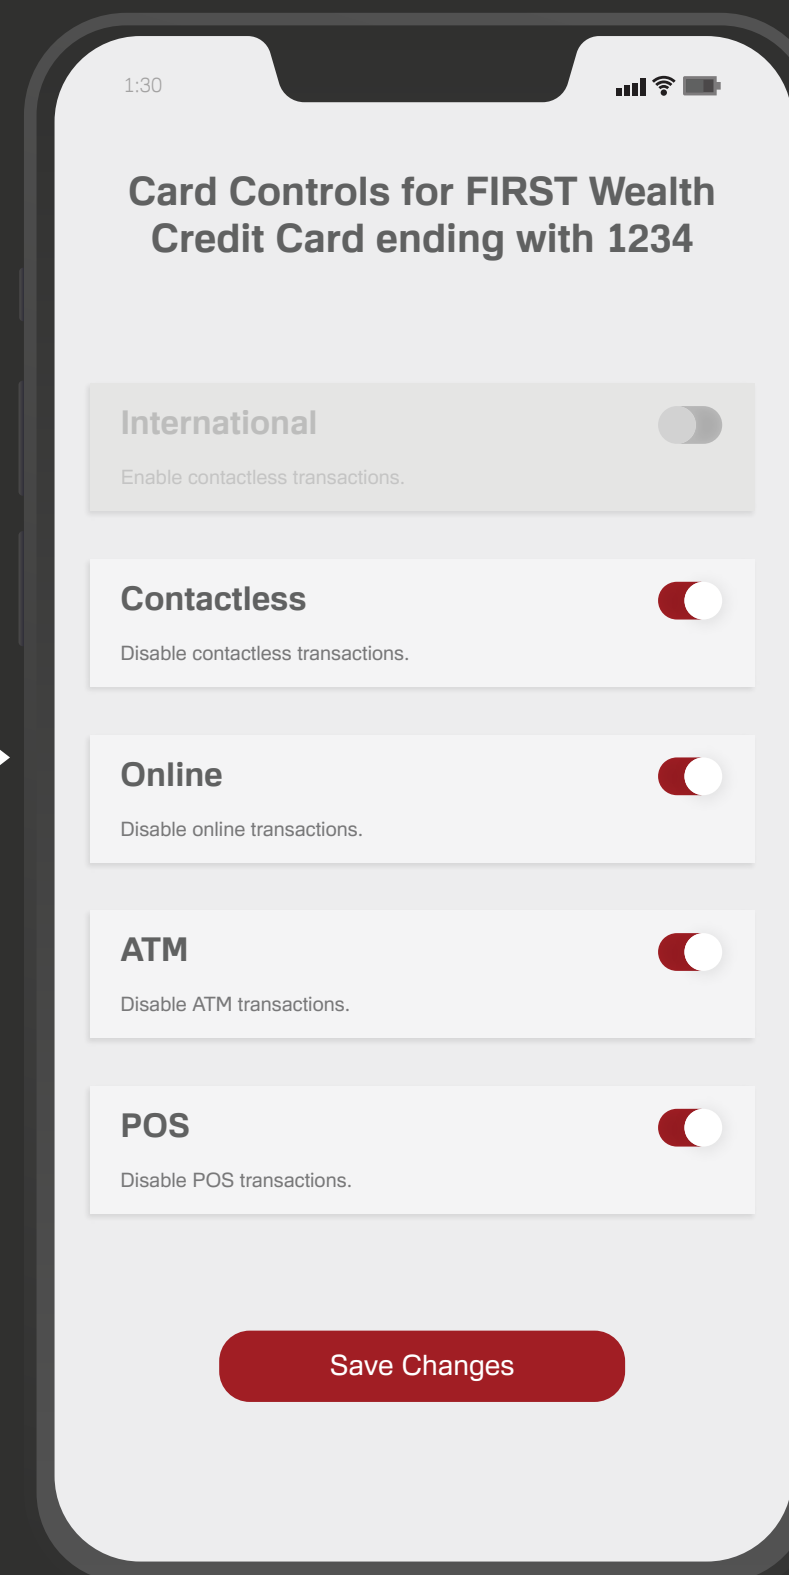 1:30
Card Controls for FIRST Wealth
Credit Card ending with 1234
International
Enable contactless transactions.
Contactless
Disable contactless transactions.
Online
Disable online transactions.
ATM
Disable ATM transactions.
POS
Disable POS transactions.
Save Changes